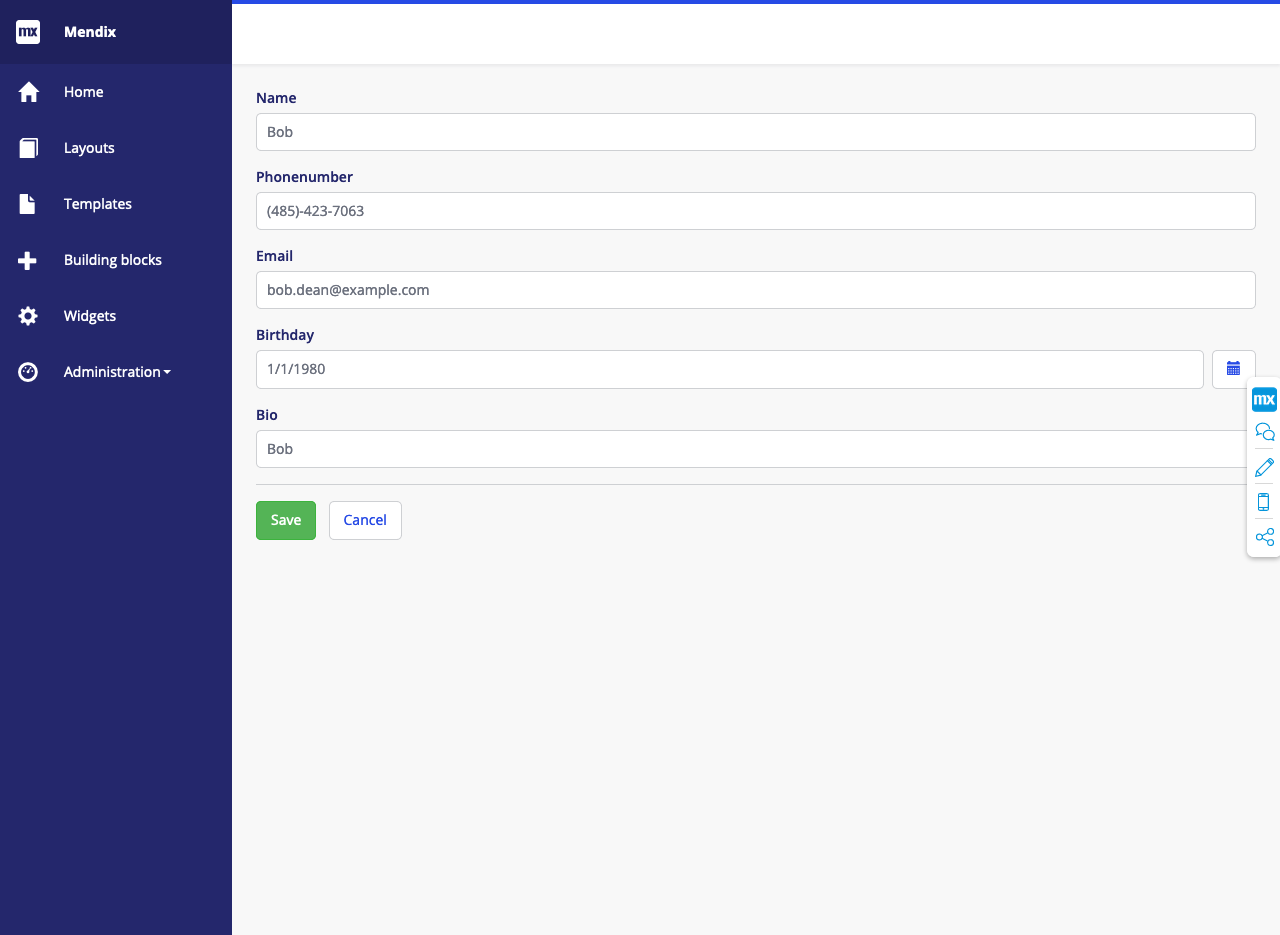 mx Mendix
Home
Layouts
Templates
Building blocks
Widgets
Administration
Name
Bob
Phonenumber
(485)-423-7063
Email
bob.dean@example.com
Birthday
1/1/1980
Bio
Bob
Save Cancel
mx